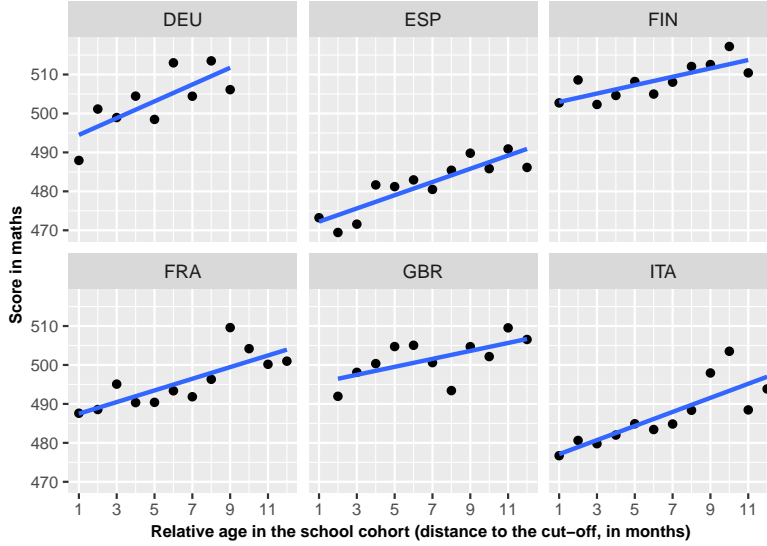 DEU ESP FIN
510
500
490
480
470
FRA GBR ITA
510
500
490
480
470
1 3 5 7 9 11 1 3 5 7 9 11 1 3 5 7 9 11
Relative age in the school cohort (distance to the cut−off, in months)
Score in maths